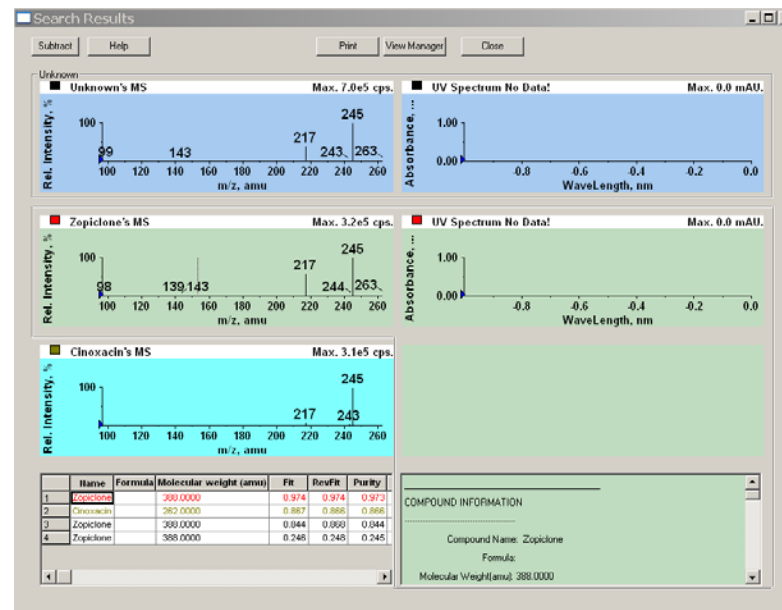 Search Results
Subtract Help Print View Manager Close
Unknown
Unknown's MS Max. 7.0e5 cps.
Rel. Intensity, %
100
99 143 217 243 245 263
100 120 140 160 180 200 220 240 260
m/z, amu
UV Spectrum No Data! Max. 0.0 mAU.
Absorbance, ...
1.00
0.00
0.8 0.6 0.4 0.2 0.0
WaveLength, nm
Zopiclone's MS Max. 3.2e5 cps.
Rel. Intensity, %
100
98 139 143 217 244 245 263
100 120 140 160 180 200 220 240 260
m/z, amu
UV Spectrum No Data! Max. 0.0 mAU.
Absorbance, ...
1.00
0.00
0.8 0.6 0.4 0.2 0.0
WaveLength, nm
Cinoxacin's MS Max. 3.1e5 cps.
Rel. Intensity, %
100
217 243 245
100 120 140 160 180 200 220 240 260
m/z, amu
Name Formula Molecular weight (amu) Fit RevFit Purity
1 Zopiclone 388.0000 0.974 0.974 0.973
2 Cinoxacin 262.0000 0.867 0.866 0.866
3 Zopiclone 388.0000 0.844 0.868 0.844
4 Zopiclone 388.0000 0.246 0.248 0.245
COMPOUND INFORMATION
Compound Name: Zopiclone
Formula:
Molecular Weight(amu): 388.0000